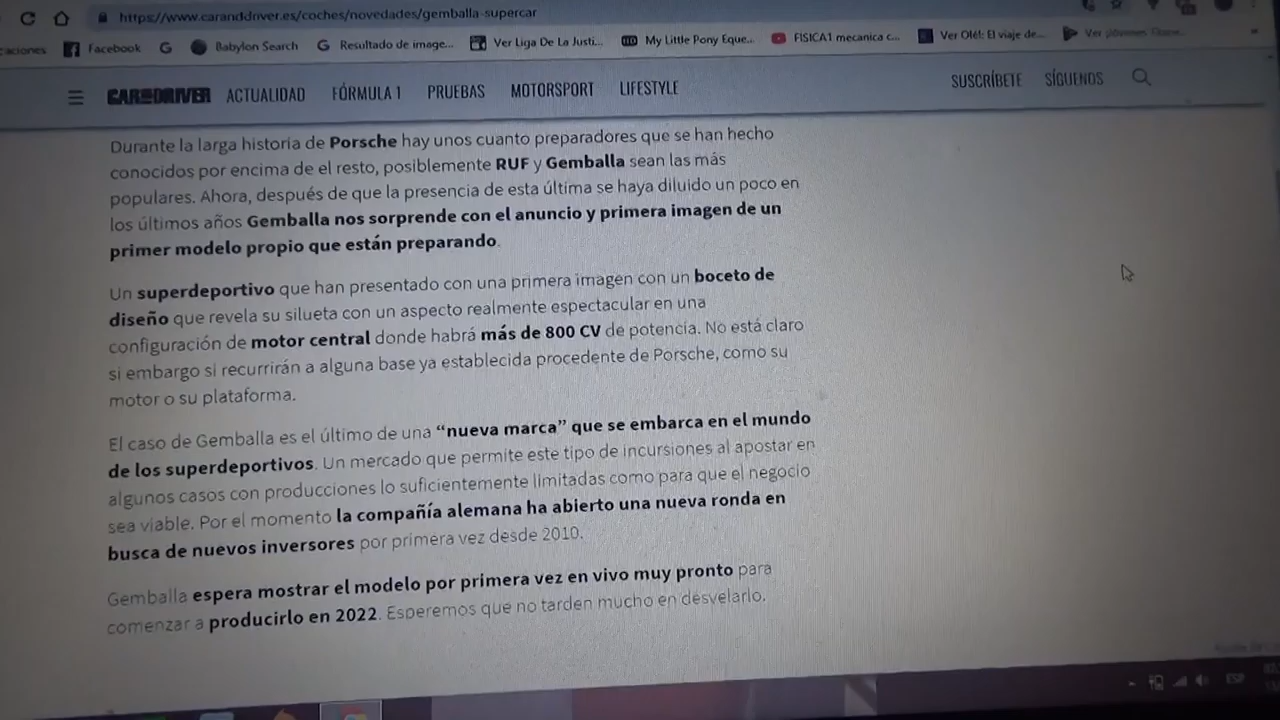 https://www.caranddriver.es/coches/novedades/gemballa-supercar
caciones Facebook G Babylon Search G Resultado de image... Ver Liga De La Justi... My Little Pony Eque... FISICA1 mecanica c... Ver Olé!: El viaje de...
CAR AND DRIVER ACTUALIDAD FÓRMULA 1 PRUEBAS MOTORSPORT LIFESTYLE SUSCRÍBETE SÍGUENOS
Durante la larga historia de Porsche hay unos cuanto preparadores que se han hecho
conocidos por encima de el resto, posiblemente RUF y Gemballa sean las más
populares. Ahora, después de que la presencia de esta última se haya diluido un poco en
los últimos años Gemballa nos sorprende con el anuncio y primera imagen de un
primer modelo propio que están preparando.
Un superdeportivo que han presentado con una primera imagen con un boceto de
diseño que revela su silueta con un aspecto realmente espectacular en una
configuración de motor central donde habrá más de 800 CV de potencia. No está claro
si embargo si recurrirán a alguna base ya establecida procedente de Porsche, como su
motor o su plataforma.
El caso de Gemballa es el último de una “nueva marca” que se embarca en el mundo
de los superdeportivos. Un mercado que permite este tipo de incursiones al apostar en
algunos casos con producciones lo suficientemente limitadas como para que el negocio
sea viable. Por el momento la compañía alemana ha abierto una nueva ronda en
busca de nuevos inversores por primera vez desde 2010.
Gemballa espera mostrar el modelo por primera vez en vivo muy pronto para
comenzar a producirlo en 2022. Esperemos que no tarden mucho en desvelarlo.
ESP